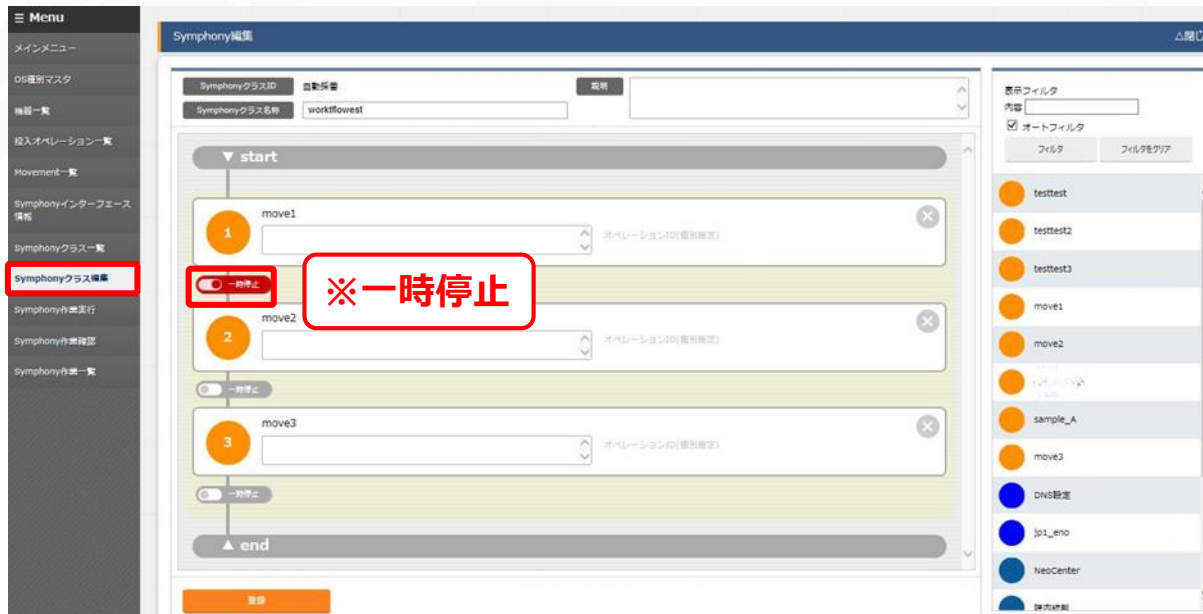 ≡ Menu
メインメニュー
OS種別マスタ
機器一覧
投入オペレーション一覧
Movement一覧
Symphonyインターフェース
情報
Symphonyクラス一覧
Symphonyクラス編集
Symphony作業実行
Symphony作業確認
Symphony作業一覧
Symphony編集
△閉じ
SymphonyクラスID
自動採番
説明
Symphonyクラス名称
worktflowest
▼ start
1
move1
オペレーションID(個別指定)
一時停止
※一時停止
2
move2
オペレーションID(個別指定)
一時停止
3
move3
オペレーションID(個別指定)
一時停止
▲ end
登録
表示フィルタ
内容
オートフィルタ
フィルタ
フィルタをクリア
testtest
testtest2
testtest3
move1
move2
sample_A
move3
DNS設定
jp1_eno
NeoCenter